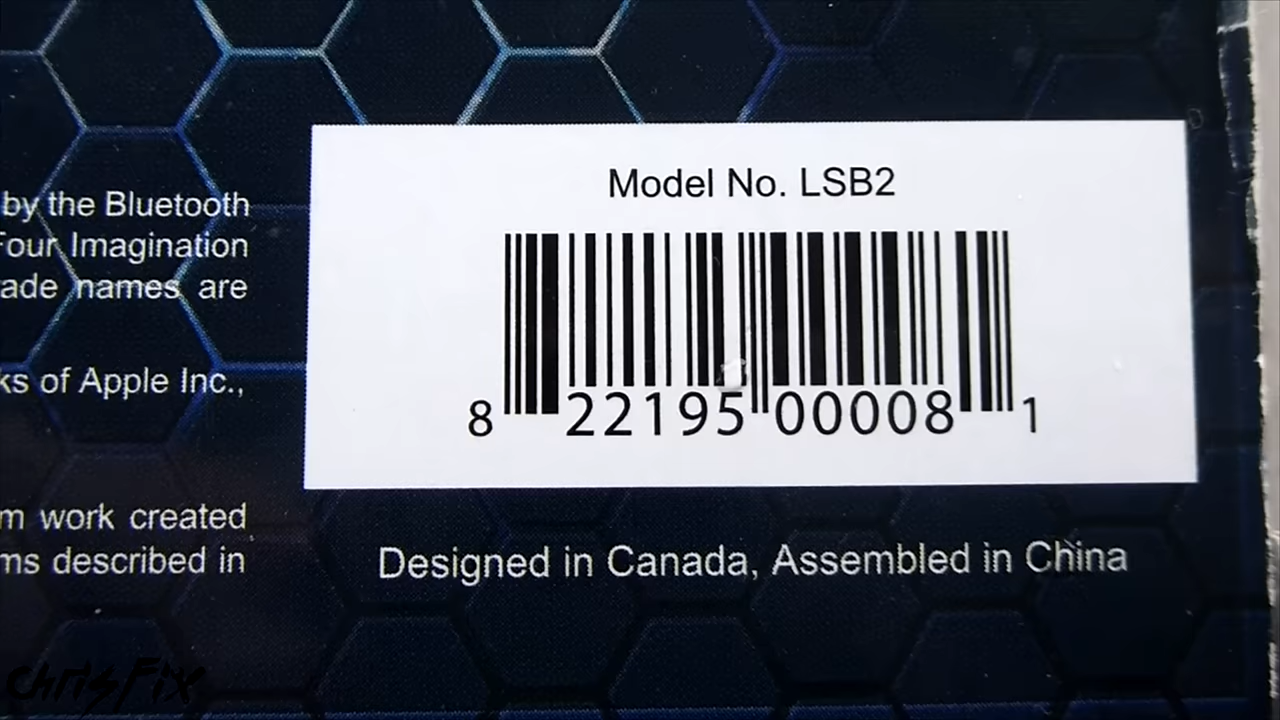 by the Bluetooth
Four Imagination
ade names are
ks of Apple Inc.,
m work created
ms described in
Model No. LSB2
8 22195 00008 1
Designed in Canada, Assembled in China
ChrisFix